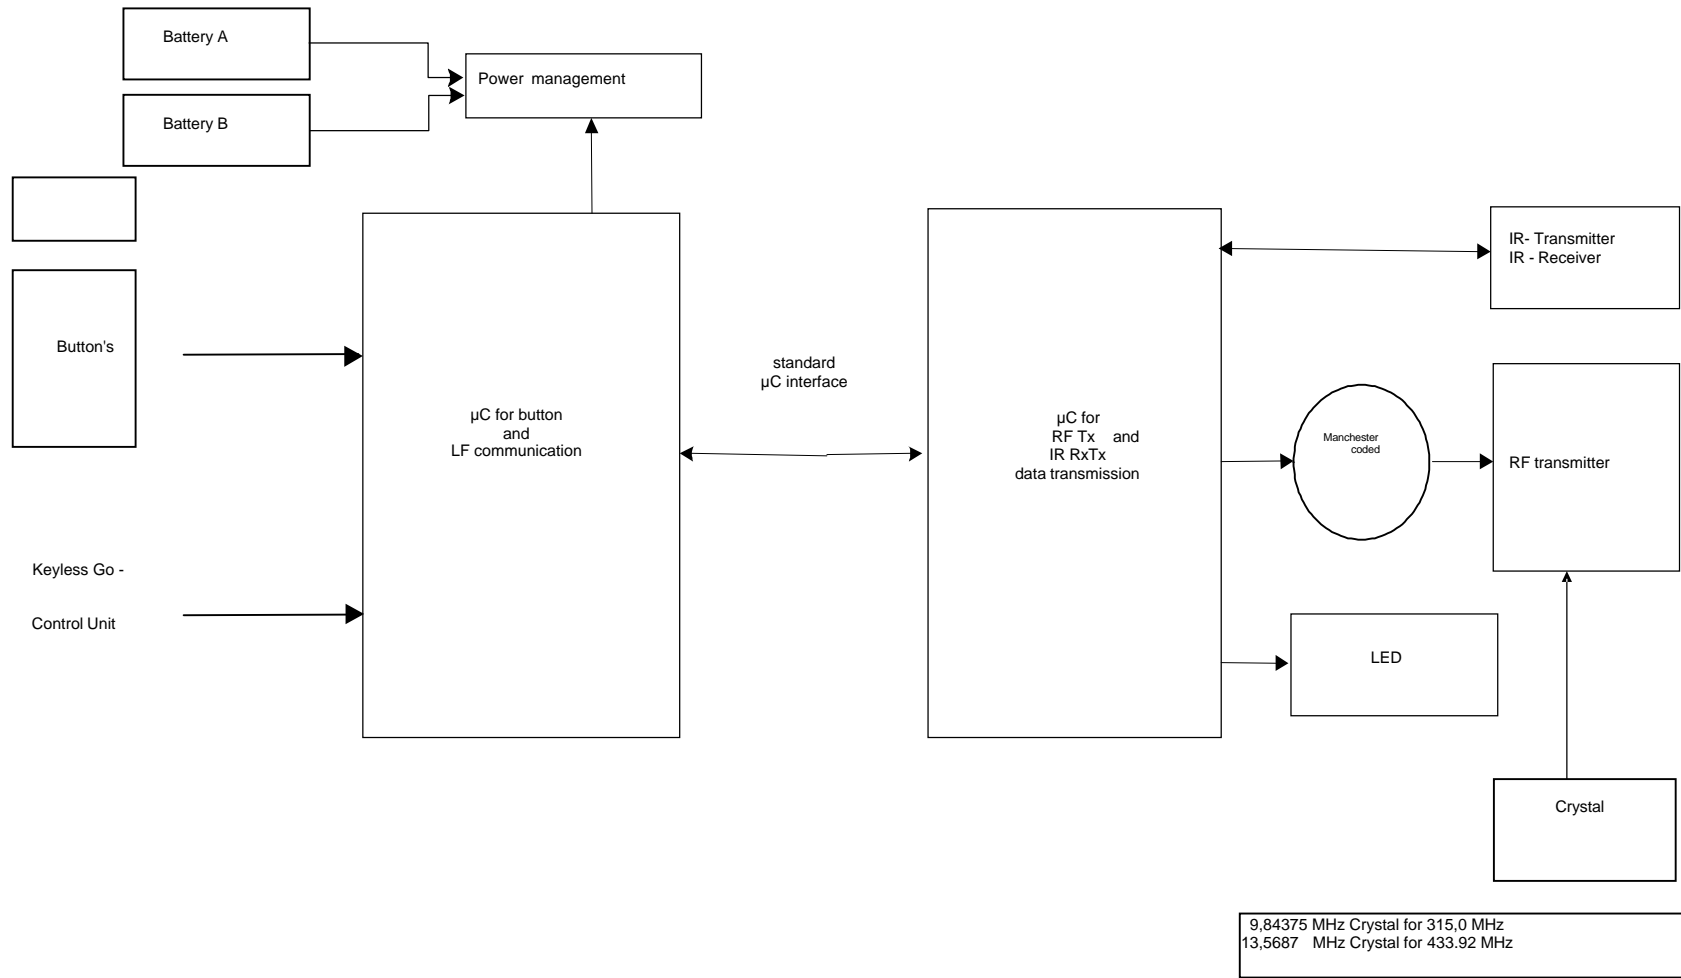 Battery A
Power  management
Battery B
IR- Transmitter
IR - Receiver
Button's
standard
µC interface
µC for button
and
LF communication
µC for
RF Tx    and
IR RxTx
data transmission
Manchester
coded
RF transmitter
Keyless Go -
Control Unit
LED
Crystal
9,84375 MHz Crystal for 315,0 MHz
13,5687   MHz Crystal for 433.92 MHz